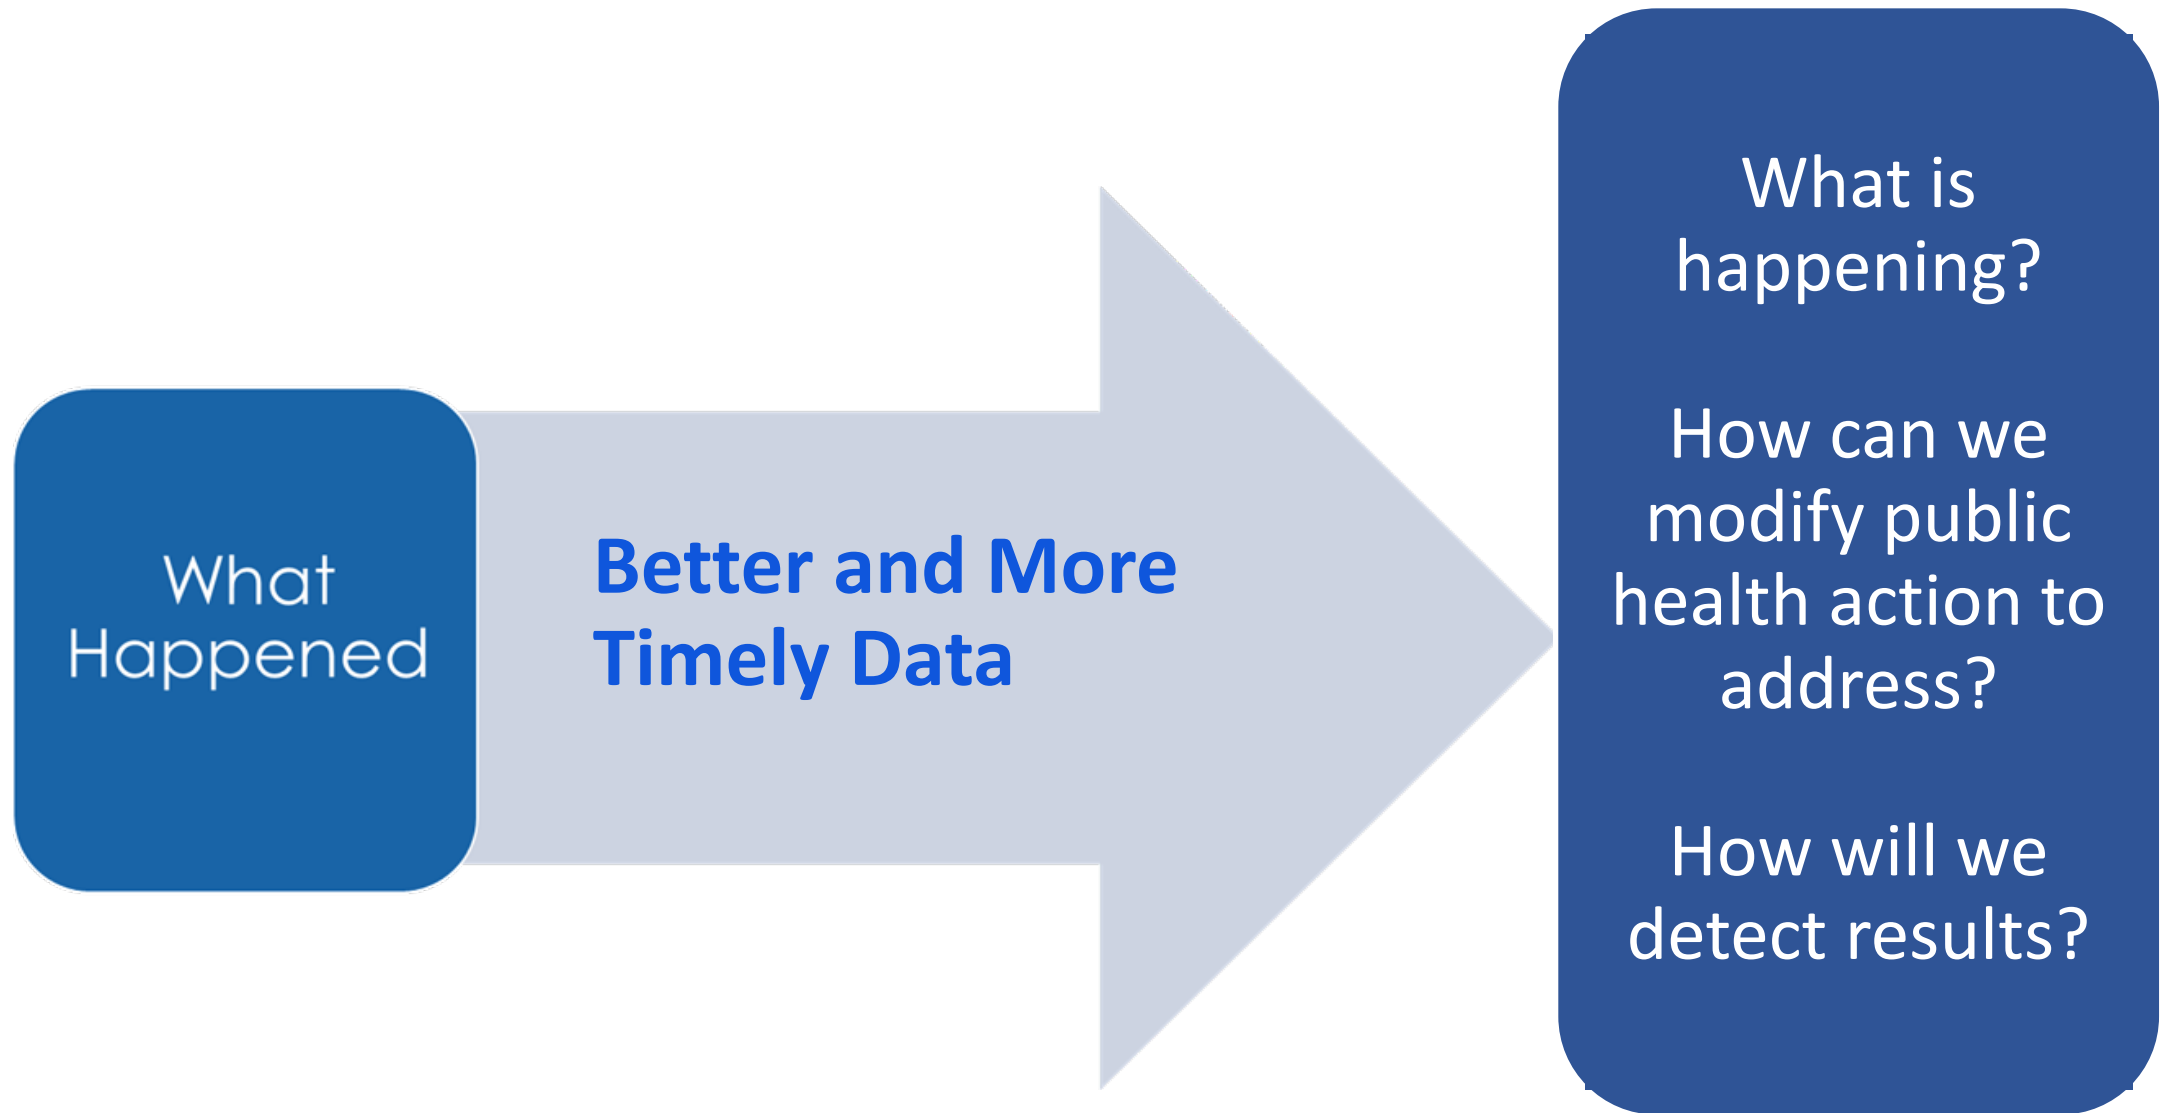 What
Happened
Better and More
Timely Data
What is
happening?
How can we
modify public
health action to
address?
How will we
detect results?